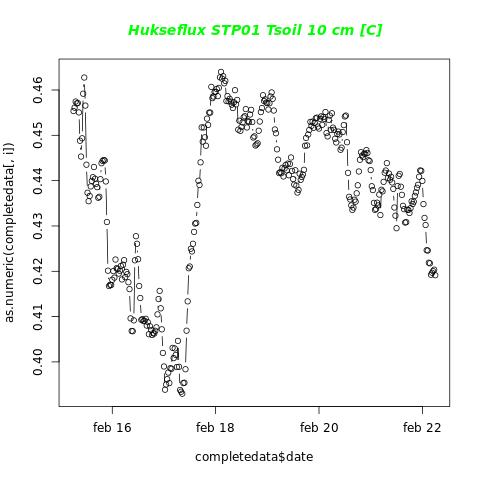 Hukseflux STP01 Tsoil 10 cm [C]
as.numeric(completedata[, i])
0.46
0.45
0.44
0.43
0.42
0.41
0.40
feb 16 feb 18 feb 20 feb 22
completedata$date